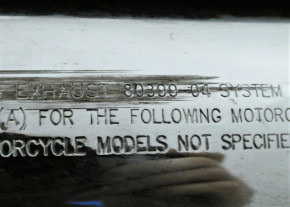 EXHAUST 80399-04 SYSTEM
(A) FOR THE FOLLOWING MOTORC
ORCYCLE MODELS NOT SPECIFIE